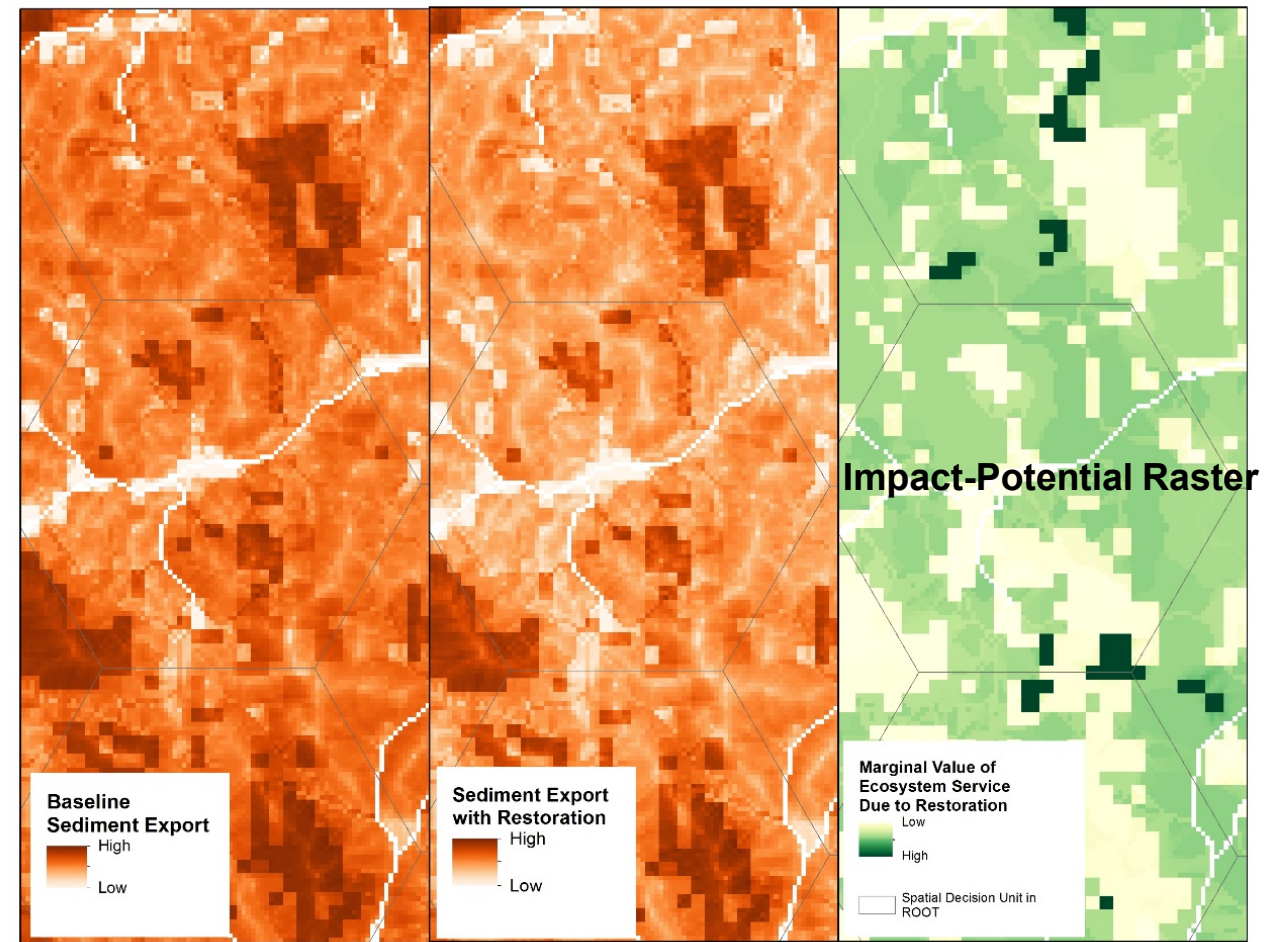 Impact-Potential Raster
Baseline
Sediment Export
High
Low
Sediment Export
with Restoration
High
Low
Marginal Value of
Ecosystem Service
Due to Restoration
Low
High
Spatial Decision Unit in
ROOT